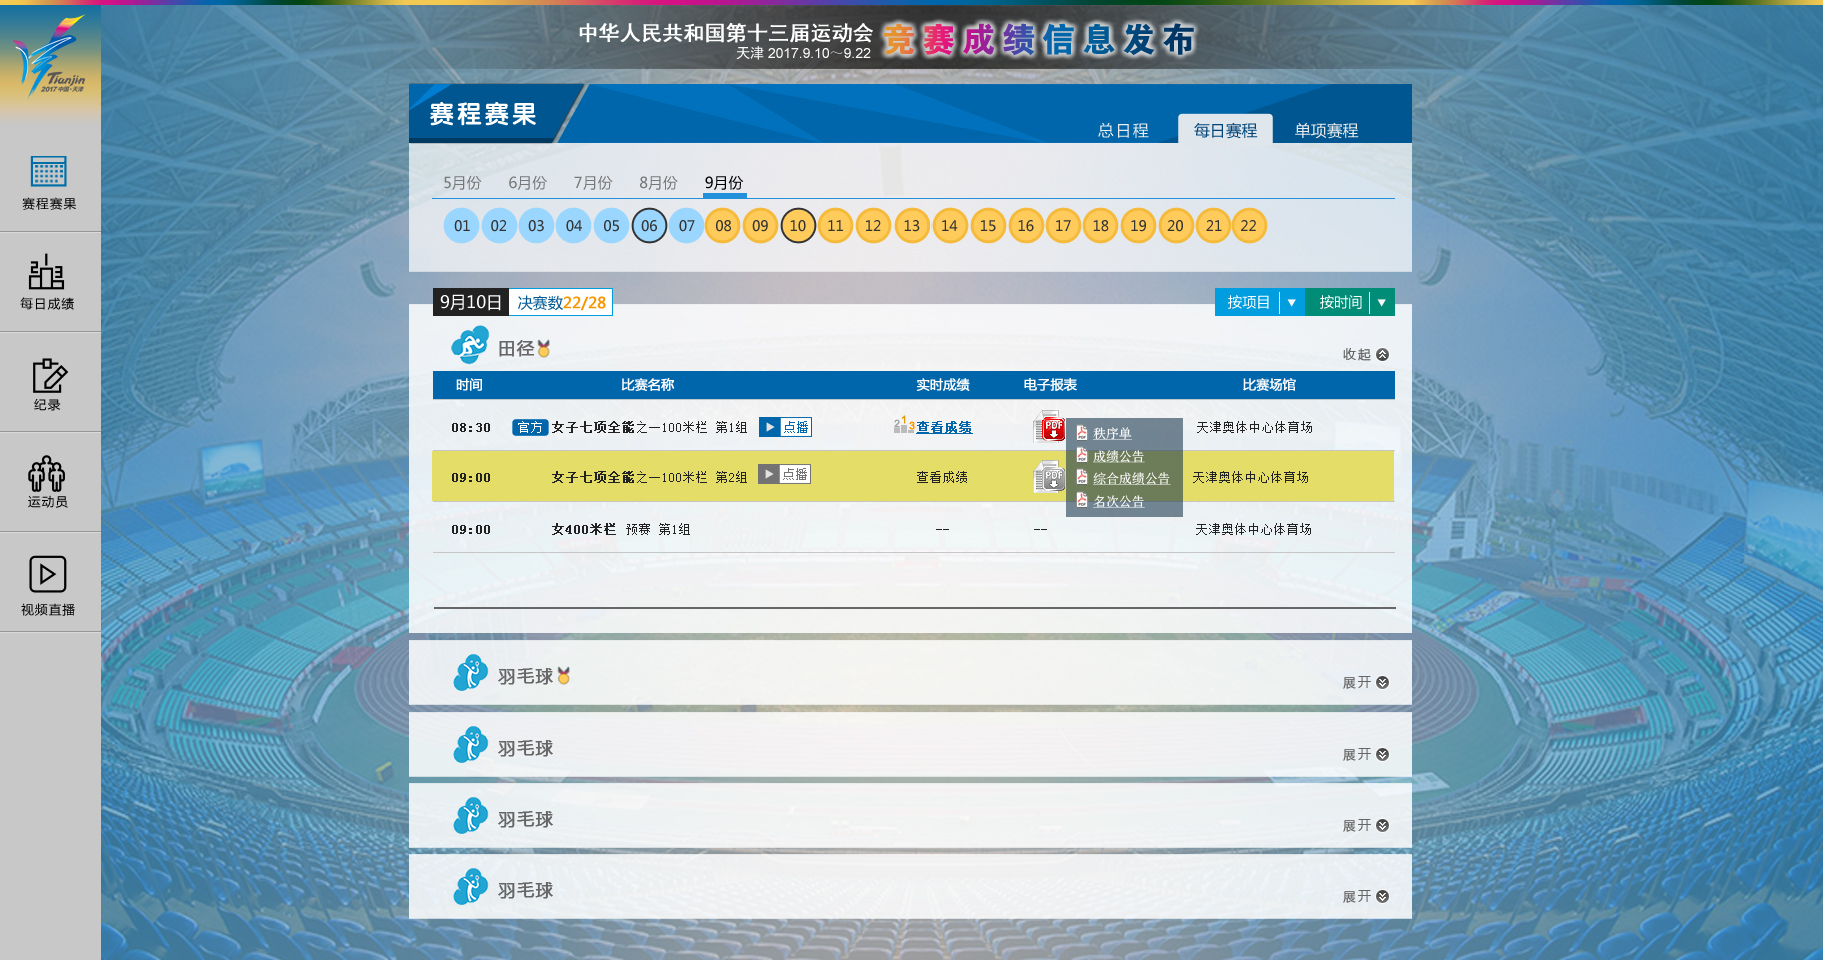 中华人民共和国第十三届运动会 竞赛成绩信息发布
天津 2017.9.10～9.22
Tianjin
2017 中国·天津
赛程赛果
每日成绩
纪录
运动员
视频直播
赛程赛果
总日程 每日赛程 单项赛程
5月份 6月份 7月份 8月份 9月份
01 02 03 04 05 06 07 08 09 10 11 12 13 14 15 16 17 18 19 20 21 22
9月10日 决赛数22/28 按项目 ▼ 按时间 ▼
田径 收起
时间 比赛名称 实时成绩 电子报表 比赛场馆
08:30 官方 女子七项全能之一100米栏 第1组 点播 213查看成绩 PDF 天津奥体中心体育场
秩序单
成绩公告
综合成绩公告
名次公告
09:00 女子七项全能之一100米栏 第2组 点播 查看成绩 PDF 天津奥体中心体育场
09:00 女400米栏 预赛 第1组 -- -- 天津奥体中心体育场
羽毛球 展开
羽毛球 展开
羽毛球 展开
羽毛球 展开